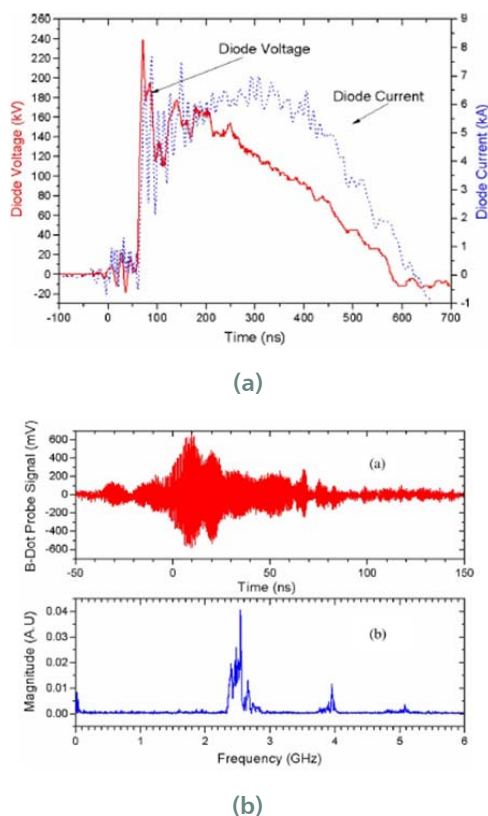 Diode Voltage (kV)
260
240
220
200
180
160
140
120
100
80
60
40
20
0
-20
Diode Voltage
Diode Current
9
8
7
6
5
4
3
2
1
0
-1
Diode Current (kA)
-100 0 100 200 300 400 500 600 700
Time (ns)
(a)
B-Dot Probe Signal (mV)
600
400
200
0
-200
-400
-600
(a)
-50 0 50 100 150
Time (ns)
Magnitude (A.U)
0.04
0.03
0.02
0.01
0.00
(b)
0 1 2 3 4 5 6
Frequency (GHz)
(b)